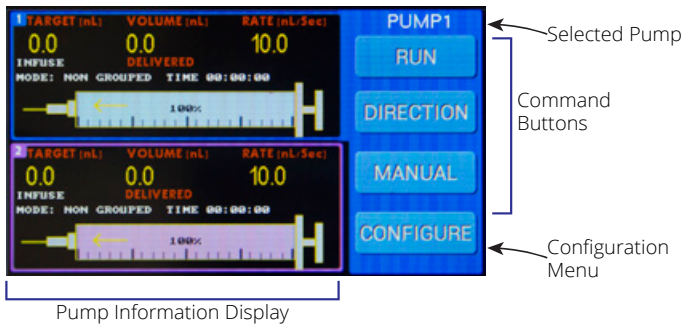 1 TARGET (nL) VOLUME (nL) RATE (nL/Sec)
0.0 0.0 10.0
INFUSE DELIVERED
MODE: NON GROUPED TIME 00:00:00
100%
2 TARGET (nL) VOLUME (nL) RATE (nL/Sec)
0.0 0.0 10.0
INFUSE DELIVERED
MODE: NON GROUPED TIME 00:00:00
100%
PUMP1
RUN
DIRECTION
MANUAL
CONFIGURE
Selected Pump
Command
Buttons
Configuration
Menu
Pump Information Display